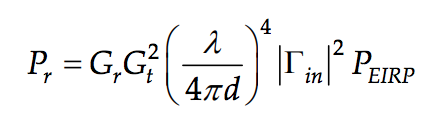 P_r = G_r G_t^2 (λ / 4πd)^4 |Γ_in|^2 P_EIRP